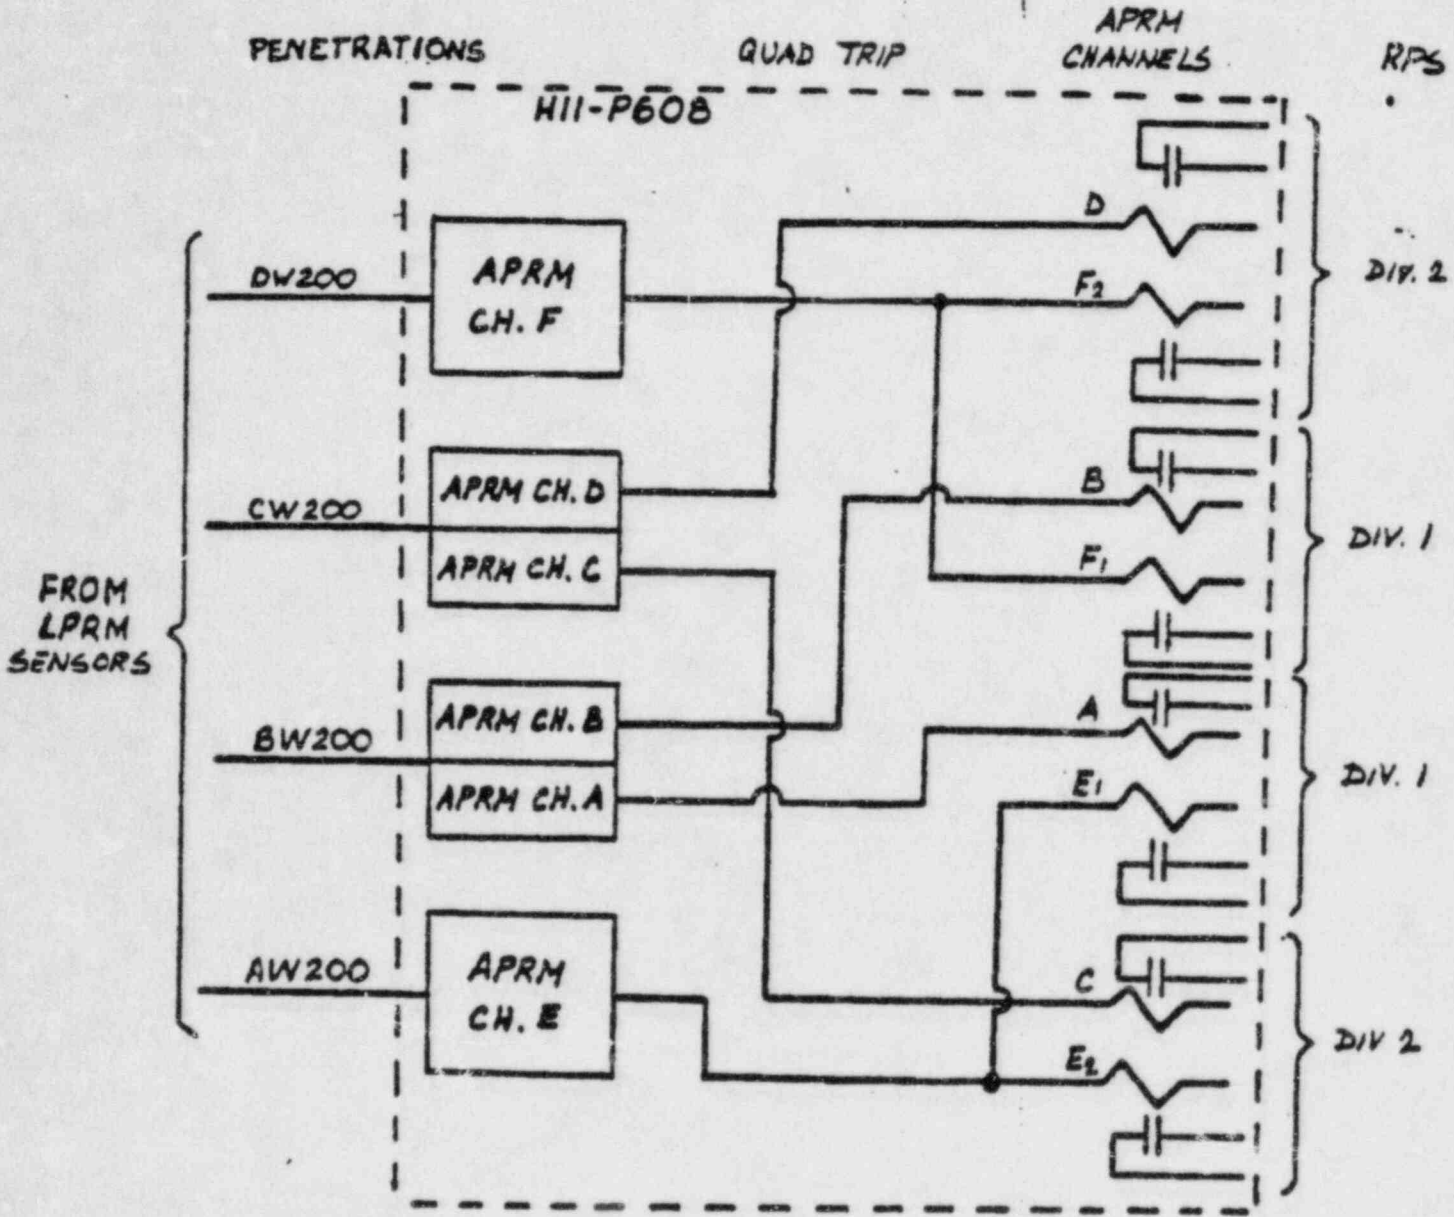 PENETRATIONS
QUAD TRIP
APRM
CHANNELS
RPS
H11-P608
FROM
LPRM
SENSORS
DW200
CW200
BW200
AW200
APRM
CH. F
APRM CH. D
APRM CH. C
APRM CH. B
APRM CH. A
APRM
CH. E
D
F2
B
F1
A
E1
C
E2
DIV. 2
DIV. 1
DIV. 1
DIV 2